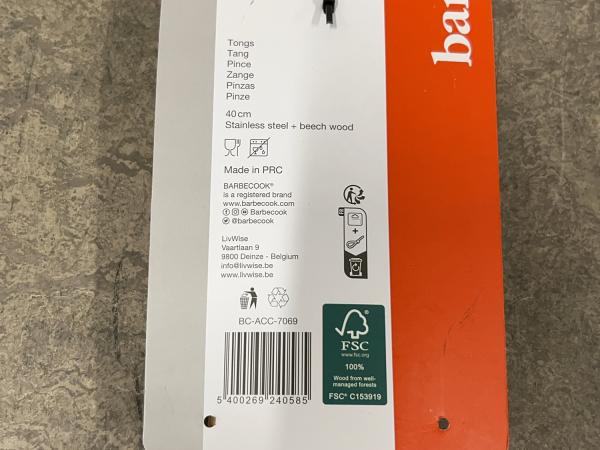 bar
Tongs
Tang
Pince
Zange
Pinzas
Pinze
40 cm
Stainless steel + beech wood
Made in PRC
BARBECOOK®
is a registered brand
www.barbecook.com
Barbecook
@barbecook
LivWise
Vaartlaan 9
9800 Deinze - Belgium
info@livwise.be
www.livwise.be
BC-ACC-7069
5 400269 240585
FSC
www.fsc.org
100%
Wood from well-
managed forests
FSC® C153919